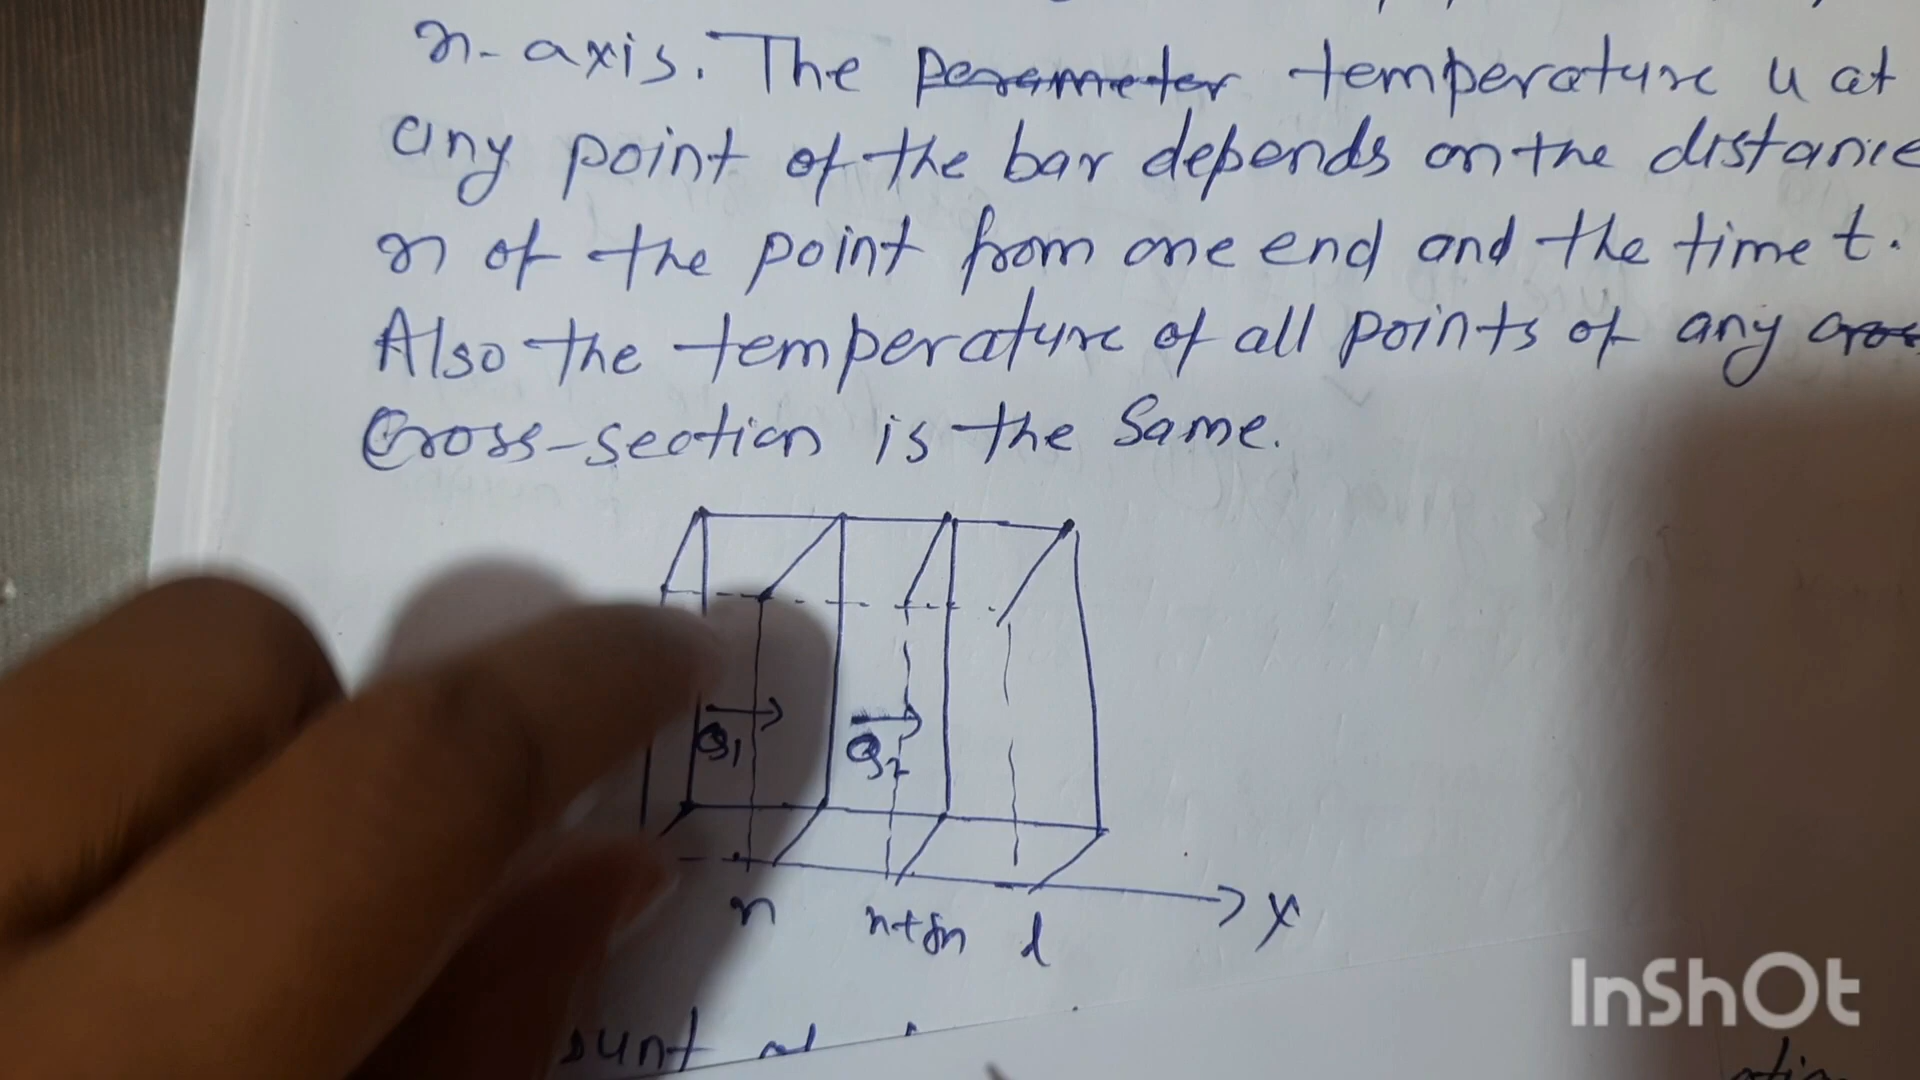 x-axis. The perameter temperature u at
any point of the bar depends on the distance
x of the point from one end and the time t.
Also the temperature of all points of any cros
Cross-section is the Same.
Q1
Q2
x
x+δx
l
X
InShOt